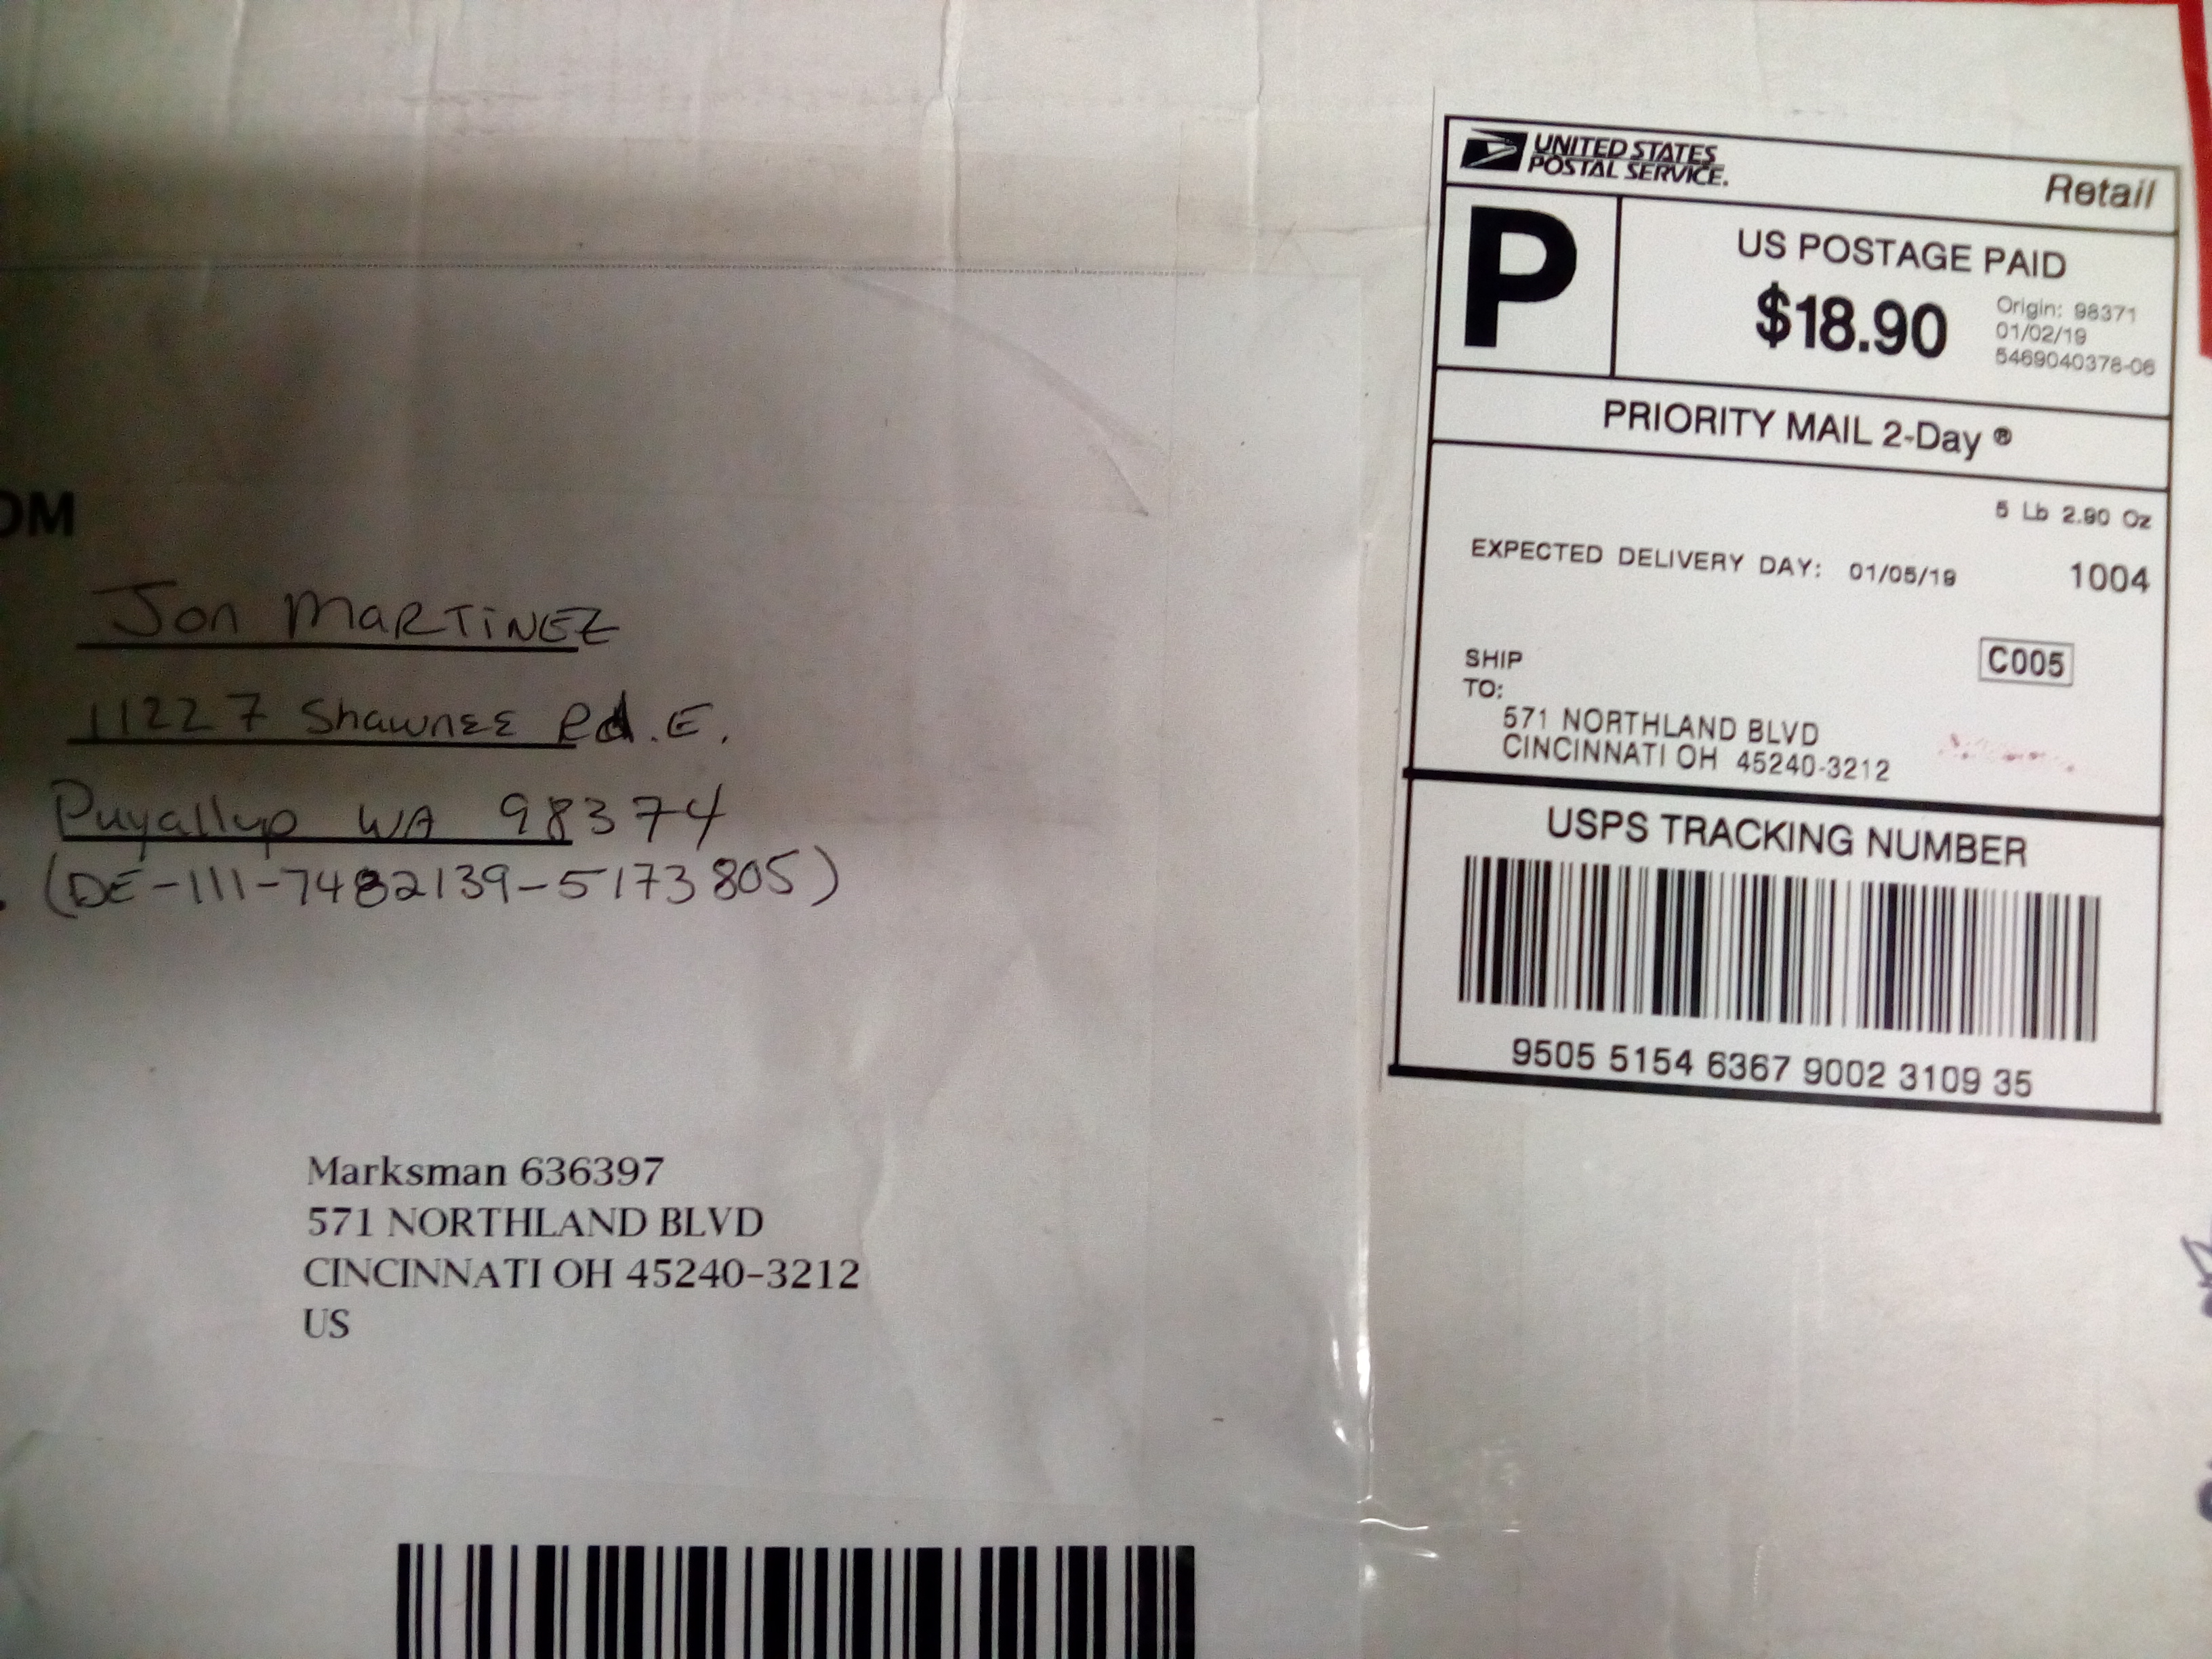 OM
Jon MaRTiNEZ
11227 Shawnee Rd.E.
Puyallup WA 98374
(DE-111-7482139-5173805)
Marksman 636397
571 NORTHLAND BLVD
CINCINNATI OH 45240-3212
US
UNITED STATES
POSTAL SERVICE.
Retail
P
US POSTAGE PAID
$18.90
Origin: 98371
01/02/19
5469040378-06
PRIORITY MAIL 2-Day ®
5 Lb 2.90 Oz
EXPECTED DELIVERY DAY: 01/05/19
1004
C005
SHIP
TO:
571 NORTHLAND BLVD
CINCINNATI OH 45240-3212
USPS TRACKING NUMBER
9505 5154 6367 9002 3109 35